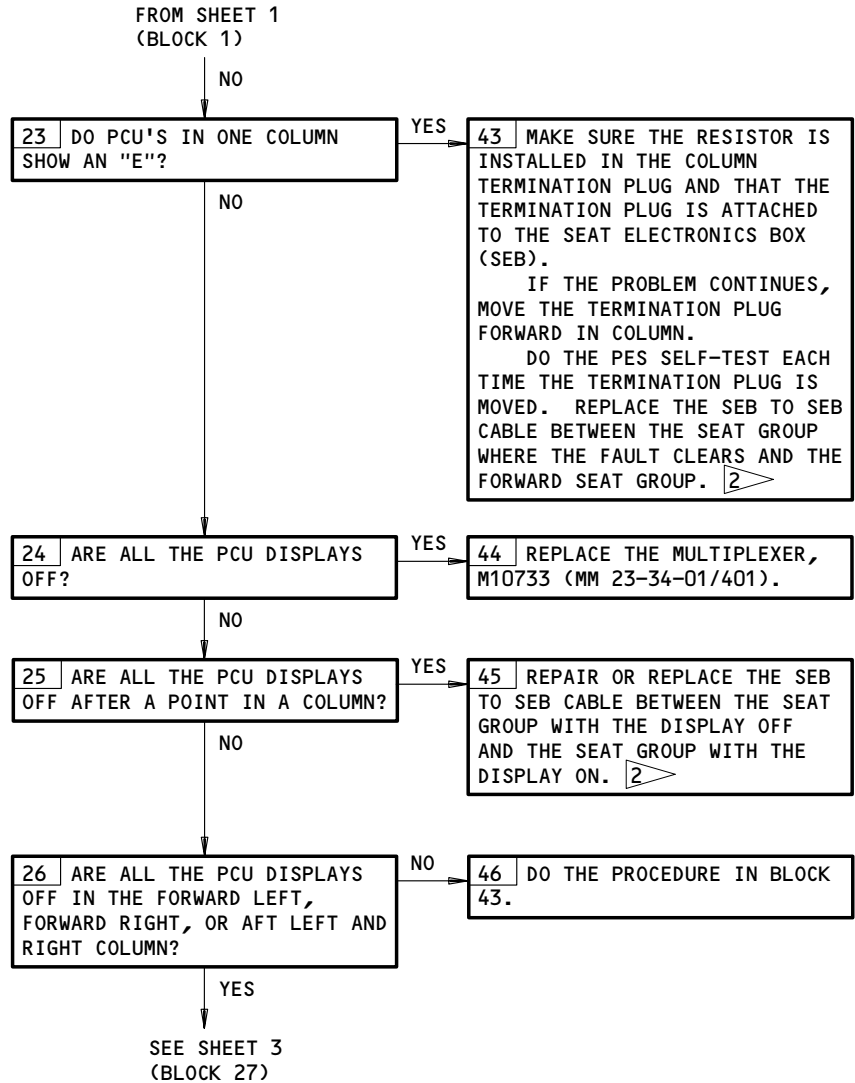 FROM SHEET 1
(BLOCK 1)
NO
23 DO PCU'S IN ONE COLUMN
SHOW AN "E"?
YES
43 MAKE SURE THE RESISTOR IS
INSTALLED IN THE COLUMN
TERMINATION PLUG AND THAT THE
TERMINATION PLUG IS ATTACHED
TO THE SEAT ELECTRONICS BOX
(SEB).
IF THE PROBLEM CONTINUES,
MOVE THE TERMINATION PLUG
FORWARD IN COLUMN.
DO THE PES SELF-TEST EACH
TIME THE TERMINATION PLUG IS
MOVED. REPLACE THE SEB TO SEB
CABLE BETWEEN THE SEAT GROUP
WHERE THE FAULT CLEARS AND THE
FORWARD SEAT GROUP. 2
NO
24 ARE ALL THE PCU DISPLAYS
OFF?
YES
44 REPLACE THE MULTIPLEXER,
M10733 (MM 23-34-01/401).
NO
25 ARE ALL THE PCU DISPLAYS
OFF AFTER A POINT IN A COLUMN?
YES
45 REPAIR OR REPLACE THE SEB
TO SEB CABLE BETWEEN THE SEAT
GROUP WITH THE DISPLAY OFF
AND THE SEAT GROUP WITH THE
DISPLAY ON. 2
NO
26 ARE ALL THE PCU DISPLAYS
OFF IN THE FORWARD LEFT,
FORWARD RIGHT, OR AFT LEFT AND
RIGHT COLUMN?
NO
46 DO THE PROCEDURE IN BLOCK
43.
YES
SEE SHEET 3
(BLOCK 27)